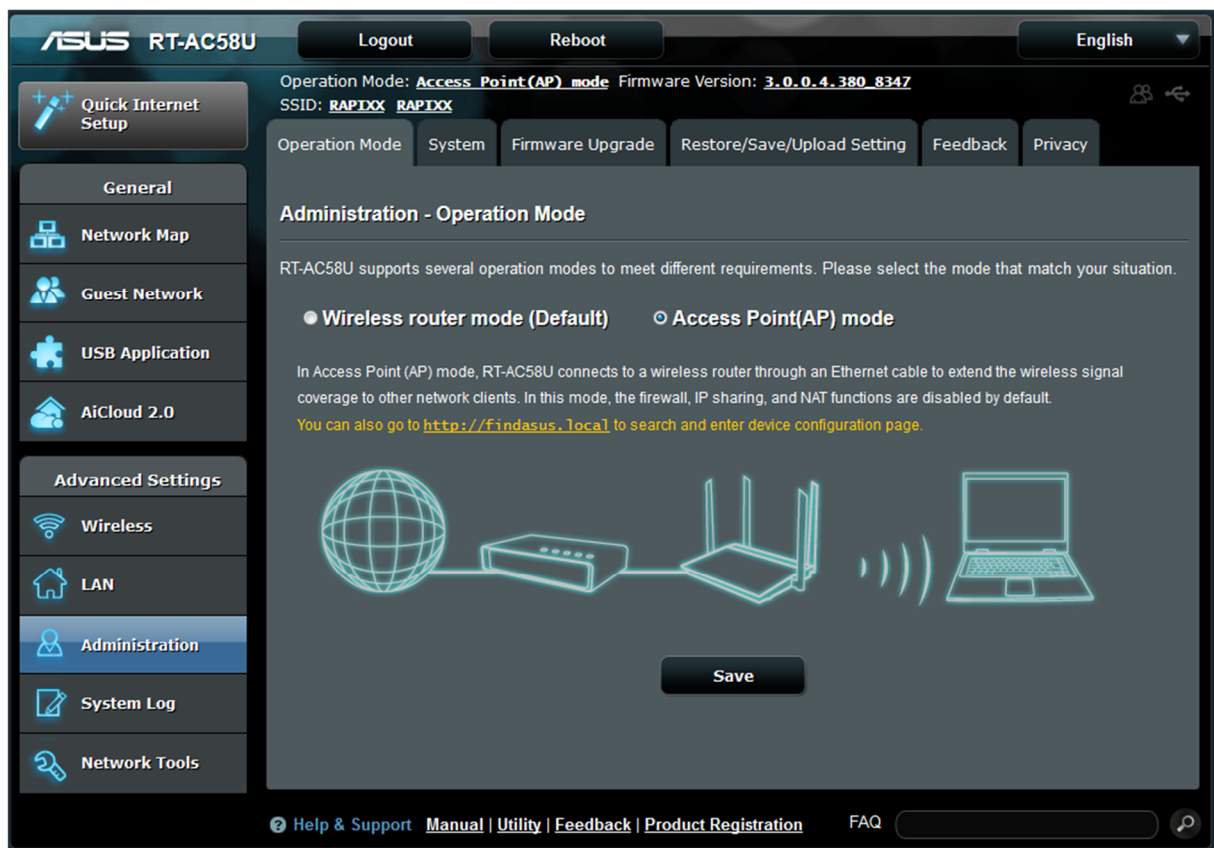 ASUS RT-AC58U
Logout
Reboot
English
Quick Internet
Setup
Operation Mode: Access Point(AP) mode Firmware Version: 3.0.0.4.380_8347
SSID: RAPIXX RAPIXX
Operation Mode
System
Firmware Upgrade
Restore/Save/Upload Setting
Feedback
Privacy
General
Network Map
Guest Network
USB Application
AiCloud 2.0
Advanced Settings
Wireless
LAN
Administration
System Log
Network Tools
Administration - Operation Mode
RT-AC58U supports several operation modes to meet different requirements. Please select the mode that match your situation.
Wireless router mode (Default)
Access Point(AP) mode
In Access Point (AP) mode, RT-AC58U connects to a wireless router through an Ethernet cable to extend the wireless signal
coverage to other network clients. In this mode, the firewall, IP sharing, and NAT functions are disabled by default.
You can also go to http://findasus.local to search and enter device configuration page.
Save
Help & Support Manual | Utility | Feedback | Product Registration FAQ